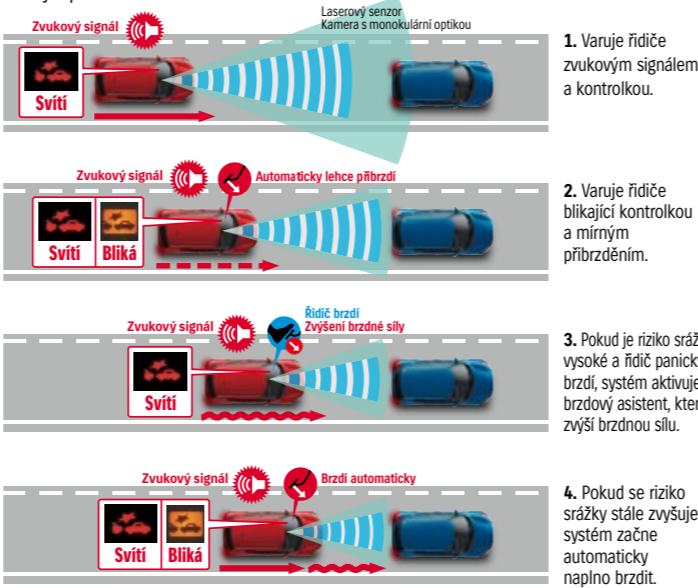 Zvukový signál
Laserový senzor
Kamera s monokulární optikou
Svítí
1. Varuje řidiče
zvukovým signálem
a kontrolkou.
Zvukový signál
Automaticky lehce přibrzdí
Svítí
Bliká
2. Varuje řidiče
blikající kontrolkou
a mírným
přibrzděním.
Zvukový signál
Řidič brzdí
Zvýšení brzdné síly
Svítí
3. Pokud je riziko
vysoké a řidič
brzdí, systém aktivuje
brzdový asistent,
zvýší brzdnou sílu.
Zvukový signál
Brzdí automaticky
Svítí
Bliká
4. Pokud se riziko
srážky stále zvyšuje
systém začne
automaticky
naplno brzdit.